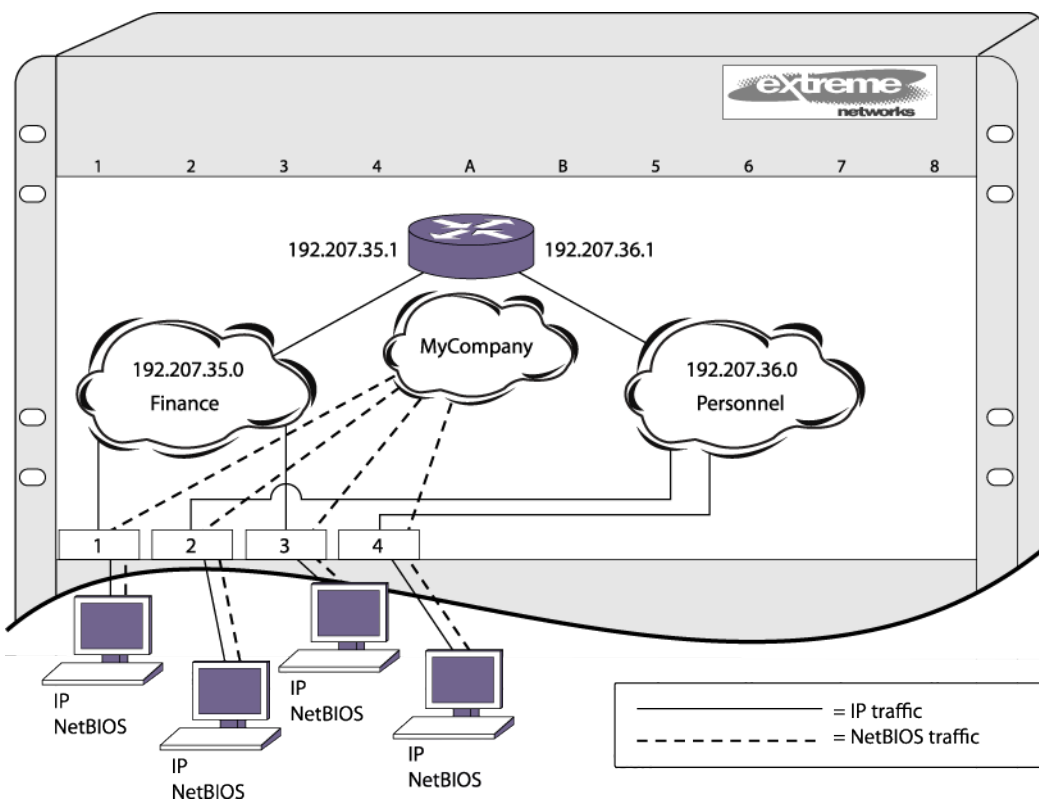 extreme
networks
1 2 3 4 A B 5 6 7 8
192.207.35.1
192.207.36.1
MyCompany
192.207.35.0
Finance
192.207.36.0
Personnel
1 2 3 4
IP
NetBIOS
IP
NetBIOS
IP
NetBIOS
IP
NetBIOS
= IP traffic
= NetBIOS traffic